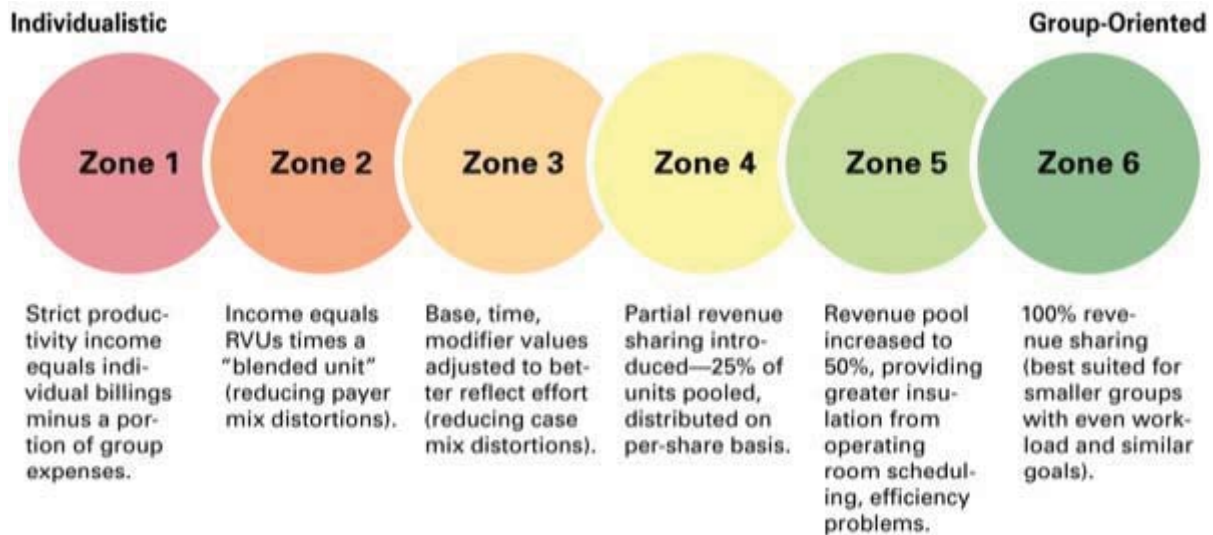 Individualistic
Group-Oriented
Zone 1
Zone 2
Zone 3
Zone 4
Zone 5
Zone 6
Strict produc-
tivity income
equals indi-
vidual billings
minus a por-
tion of group
expenses.
Income equals
RVUs times a
“blended unit”
(reducing payer
mix distortions).
Base, time,
modifier values
adjusted to bet-
ter reflect effort
(reducing case
mix distortions).
Partial revenue
sharing intro-
duced—25% of
units pooled,
distributed on
per-share basis.
Revenue pool
increased to
50%, providing
greater insu-
lation from
operating
room schedul-
ing, efficiency
problems.
100% reve-
nue sharing
(best suited for
smaller groups
with even work-
load and similar
goals).